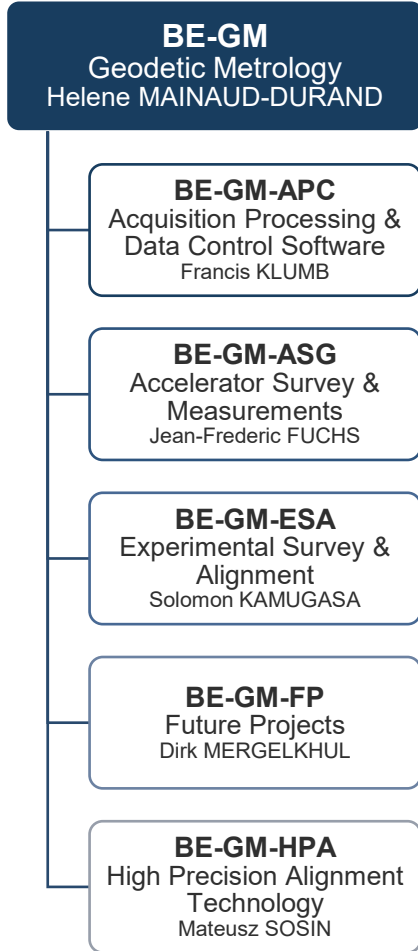 BE-GM
Geodetic Metrology
Helene MAINAUD-DURAND
BE-GM-APC
Acquisition Processing &
Data Control Software
Francis KLUMB
BE-GM-ASG
Accelerator Survey &
Measurements
Jean-Frederic FUCHS
BE-GM-ESA
Experimental Survey &
Alignment
Solomon KAMUGASA
BE-GM-FP
Future Projects
Dirk MERGELKHUL
BE-GM-HPA
High Precision Alignment
Technology
Mateusz SOSIN